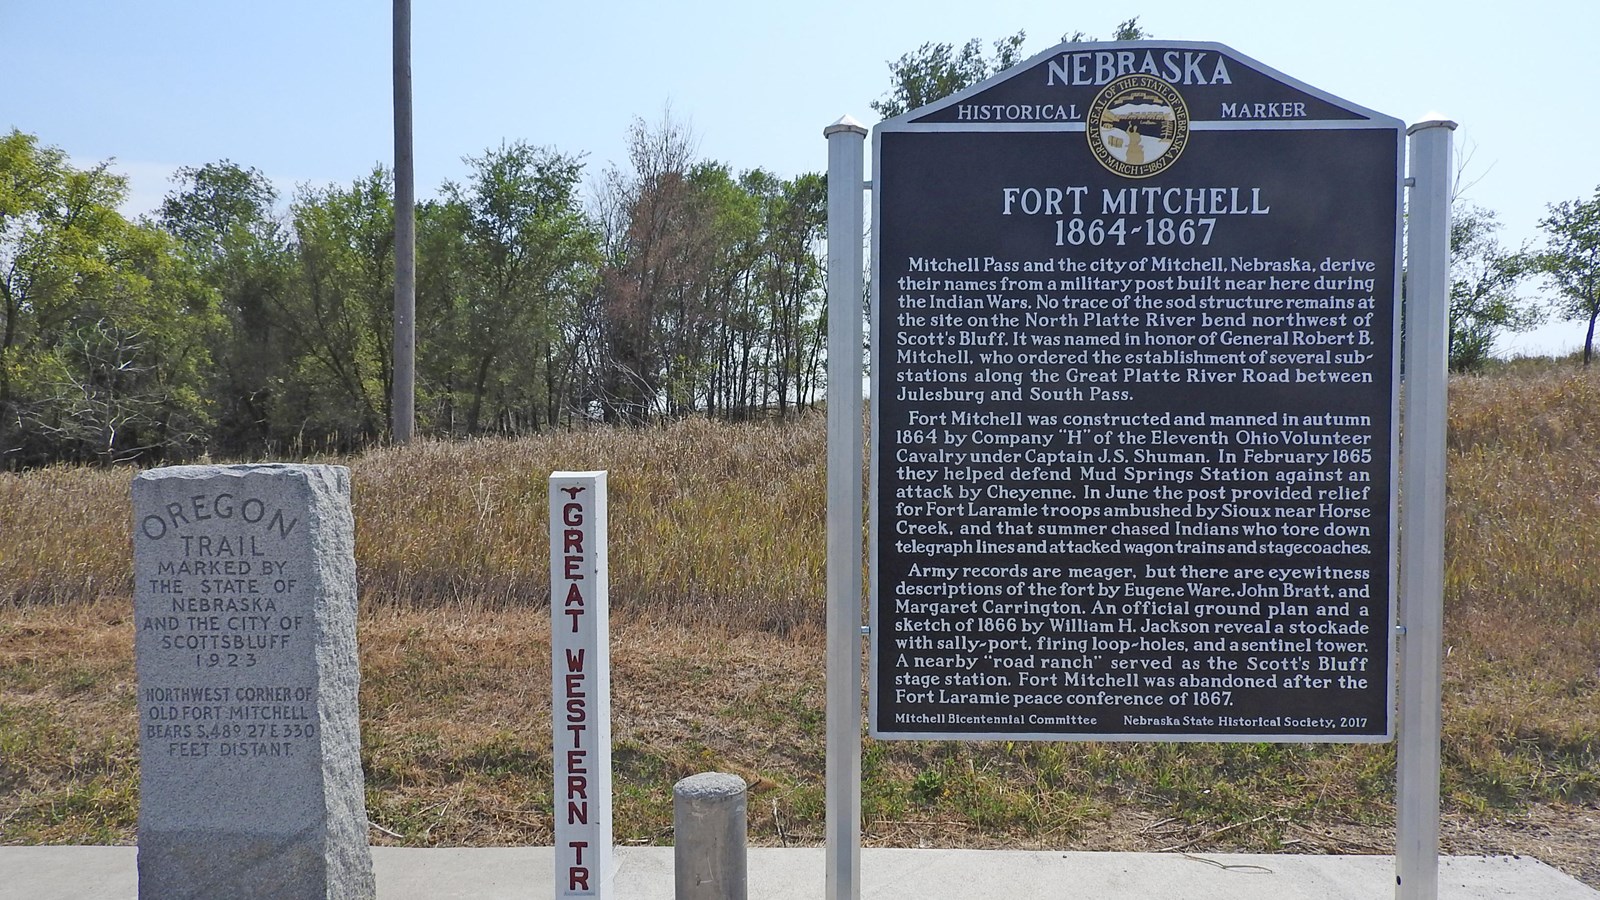 OREGON
TRAIL
MARKED BY
THE STATE OF
NEBRASKA
AND THE CITY OF
SCOTTSBLUFF
1923
NORTHWEST CORNER OF
OLD FORT MITCHELL
BEARS S.48º 27'E 330
FEET DISTANT.
GREAT WESTERN TR
NEBRASKA
HISTORICAL MARKER
GREAT SEAL OF THE STATE OF NEBRASKA
MARCH 1ST 1867
FORT MITCHELL
1864-1867
Mitchell Pass and the city of Mitchell, Nebraska, derive
their names from a military post built near here during
the Indian Wars. No trace of the sod structure remains at
the site on the North Platte River bend northwest of
Scott's Bluff. It was named in honor of General Robert B.
Mitchell, who ordered the establishment of several sub-
stations along the Great Platte River Road between
Julesburg and South Pass.
Fort Mitchell was constructed and manned in autumn
1864 by Company "H" of the Eleventh Ohio Volunteer
Cavalry under Captain J.S. Shuman. In February 1865
they helped defend Mud Springs Station against an
attack by Cheyenne. In June the post provided relief
for Fort Laramie troops ambushed by Sioux near Horse
Creek, and that summer chased Indians who tore down
telegraph lines and attacked wagon trains and stagecoaches.
Army records are meager, but there are eyewitness
descriptions of the fort by Eugene Ware, John Bratt, and
Margaret Carrington. An official ground plan and a
sketch of 1866 by William H. Jackson reveal a stockade
with sally-port, firing loop-holes, and a sentinel tower.
A nearby "road ranch" served as the Scott's Bluff
stage station. Fort Mitchell was abandoned after the
Fort Laramie peace conference of 1867.
Mitchell Bicentennial Committee Nebraska State Historical Society, 2017